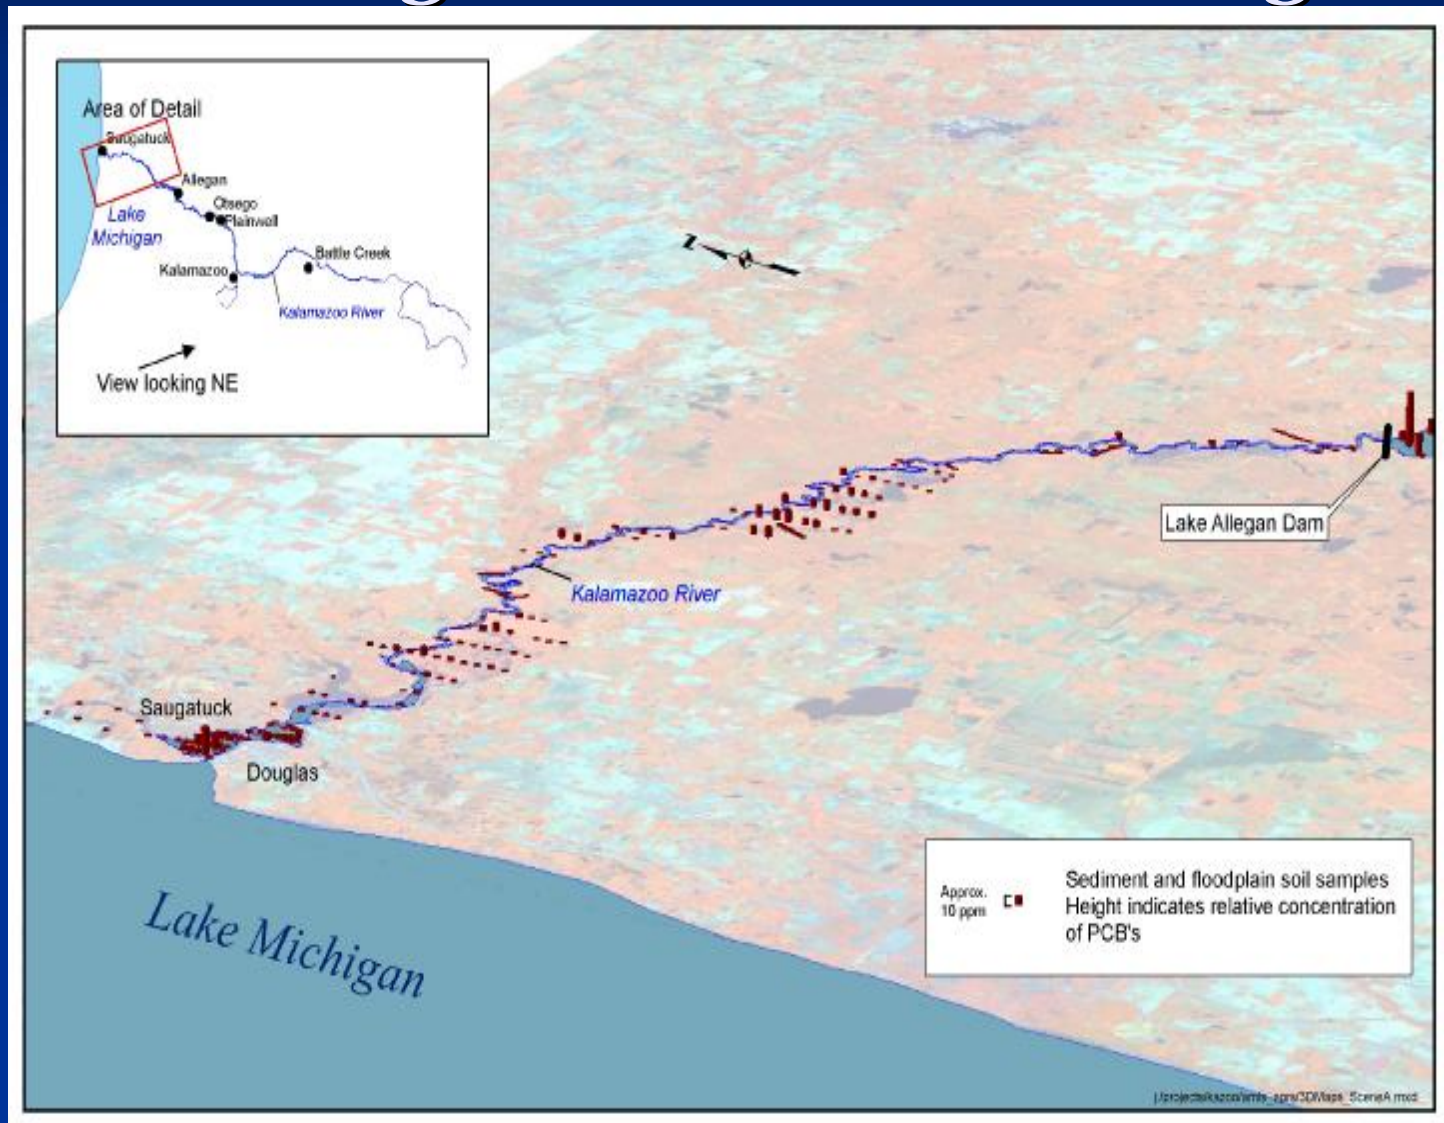 Area of Detail
Saugatuck
Allegan
Otsego
Plainwell
Lake
Michigan
Battle Creek
Kalamazoo
Kalamazoo River
View looking NE
Z
Lake Allegan Dam
Kalamazoo River
Saugatuck
Douglas
Lake Michigan
Approx.
10 ppm
Sediment and floodplain soil samples
Height indicates relative concentration
of PCB's